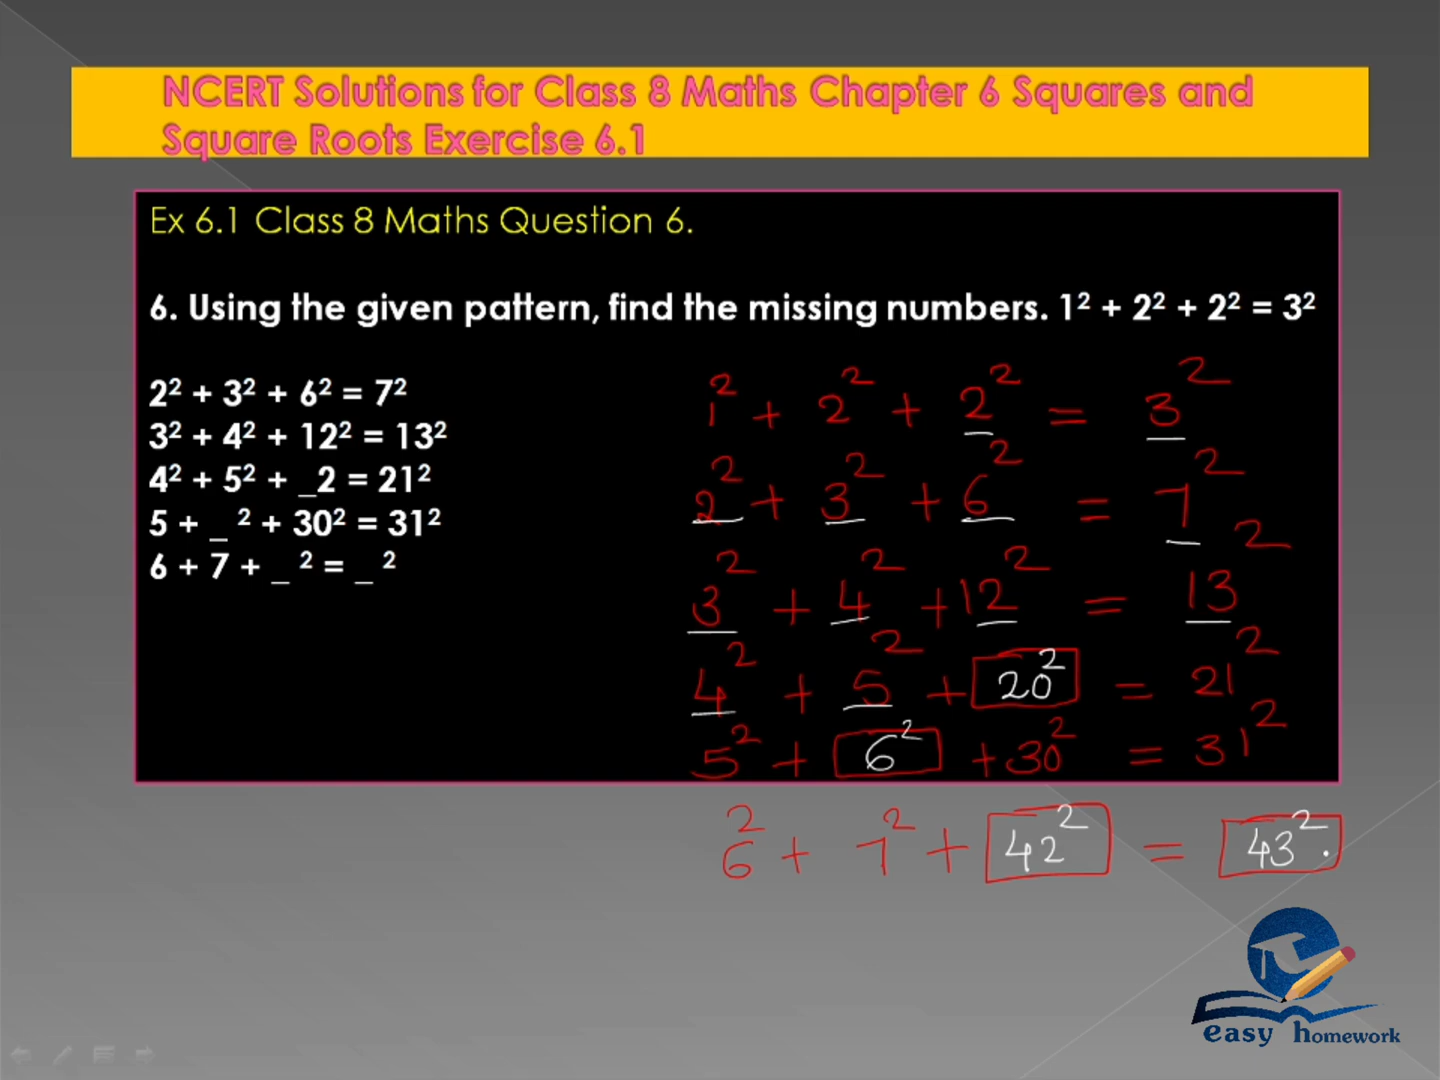 NCERT Solutions for Class 8 Maths Chapter 6 Squares and
Square Roots Exercise 6.1
Ex 6.1 Class 8 Maths Question 6.
6. Using the given pattern, find the missing numbers. 1² + 2² + 2² = 3²
2² + 3² + 6² = 7²
3² + 4² + 12² = 13²
4² + 5² + _2 = 21²
5 + _ ² + 30² = 31²
6 + 7 + _ ² = _ ²
1² + 2² + 2² = 3²
2² + 3² + 6² = 7²
3² + 4² + 12² = 13²
4² + 5² + 20² = 21²
5² + 6² + 30² = 31²
6² + 7² + 42² = 43².
easy homework